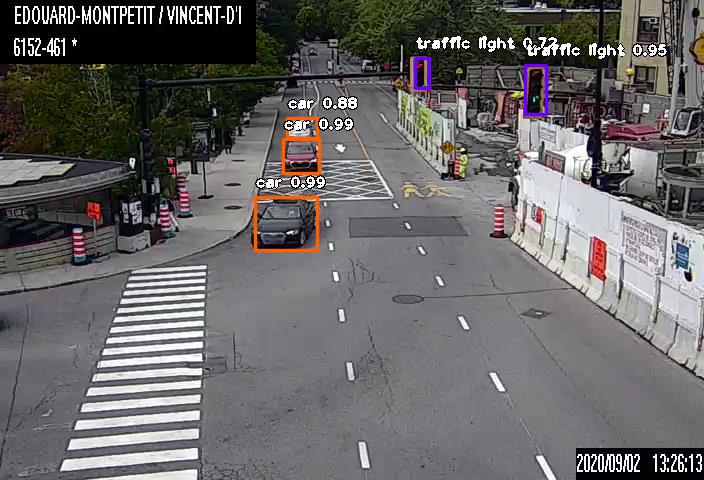 EDOUARD-MONTPETIT / VINCENT-D'I
6152-461 *
traffic light 0.72
traffic light 0.95
car 0.88
car 0.99
car 0.99
2020/09/02 13:26:13